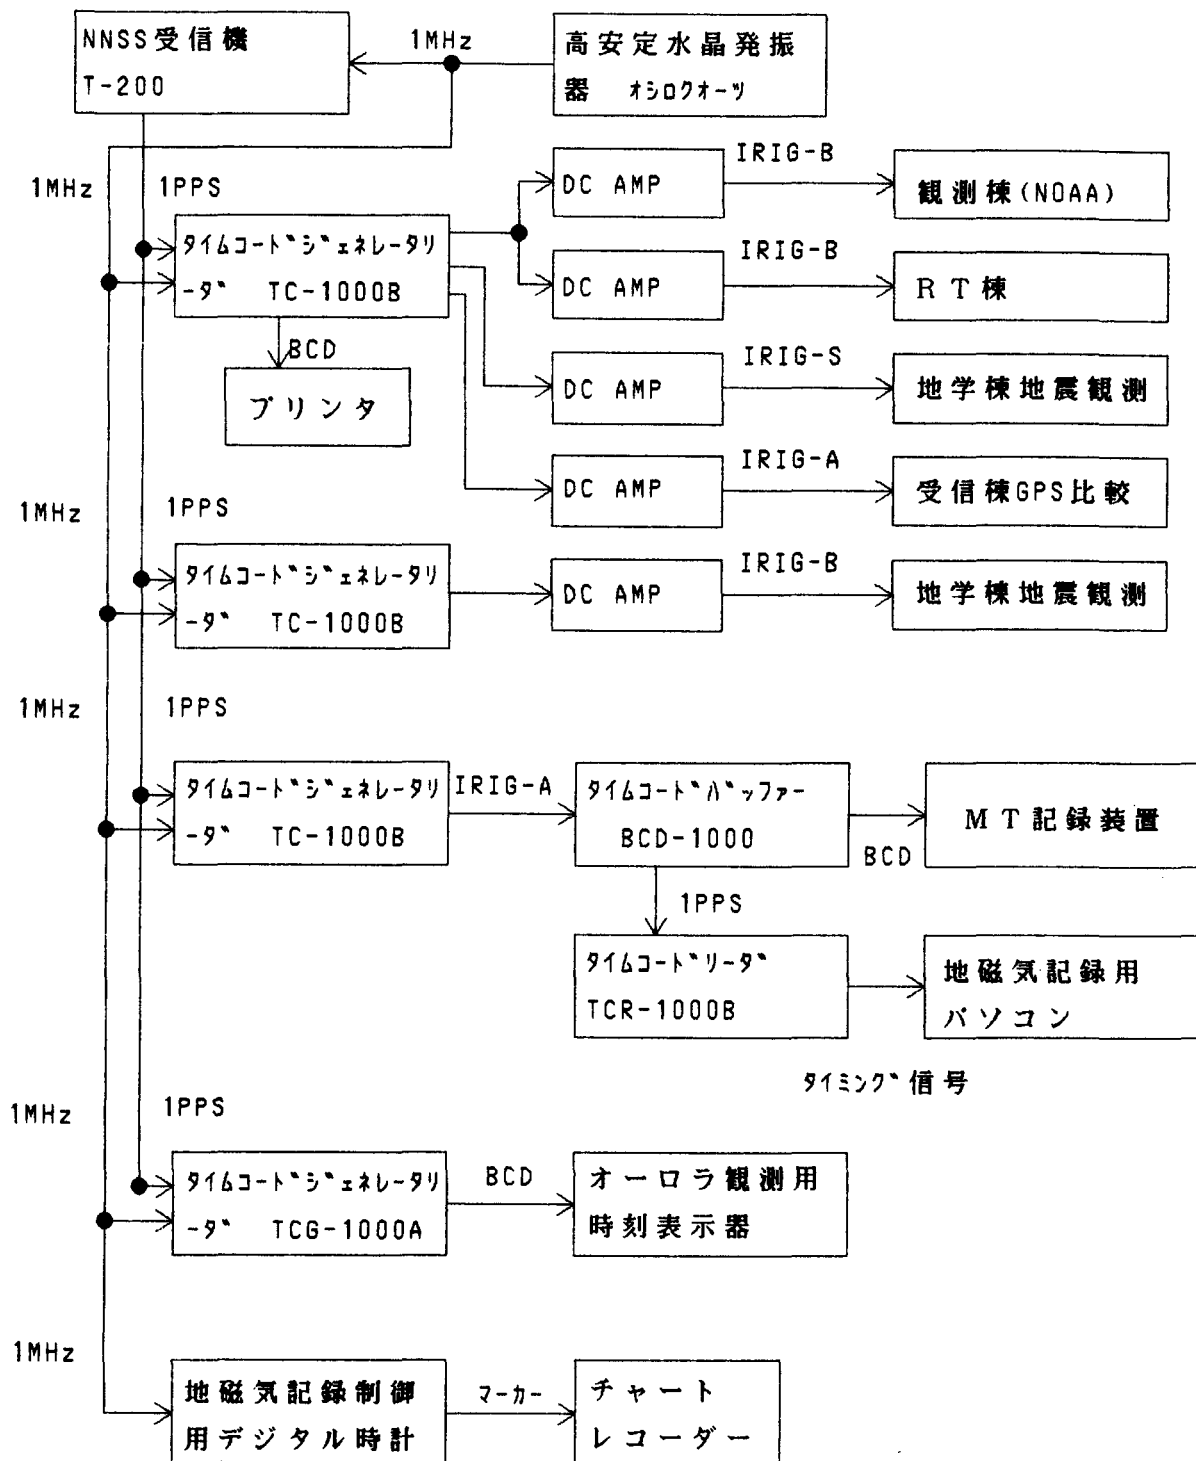 NNSS受信機
T-200
1MHz
高安定水晶発振
器 オシロクオーツ
1MHz
1PPS
タイムコードジェネレータリ
ーダ TC-1000B
BCD
プリンタ
DC AMP
IRIG-B
観測棟(NOAA)
DC AMP
IRIG-B
RT棟
DC AMP
IRIG-S
地学棟地震観測
DC AMP
IRIG-A
受信棟GPS比較
1MHz
1PPS
タイムコードジェネレータリ
ーダ TC-1000B
DC AMP
IRIG-B
地学棟地震観測
1MHz
1PPS
タイムコードジェネレータリ
ーダ TC-1000B
IRIG-A
タイムコードバッファー
BCD-1000
BCD
MT記録装置
1PPS
タイムコードリーダ
TCR-1000B
地磁気記録用
パソコン
タイミング信号
1MHz
1PPS
タイムコードジェネレータリ
ーダ TCG-1000A
BCD
オーロラ観測用
時刻表示器
1MHz
地磁気記録制御
用デジタル時計
マーカー
チャート
レコーダー